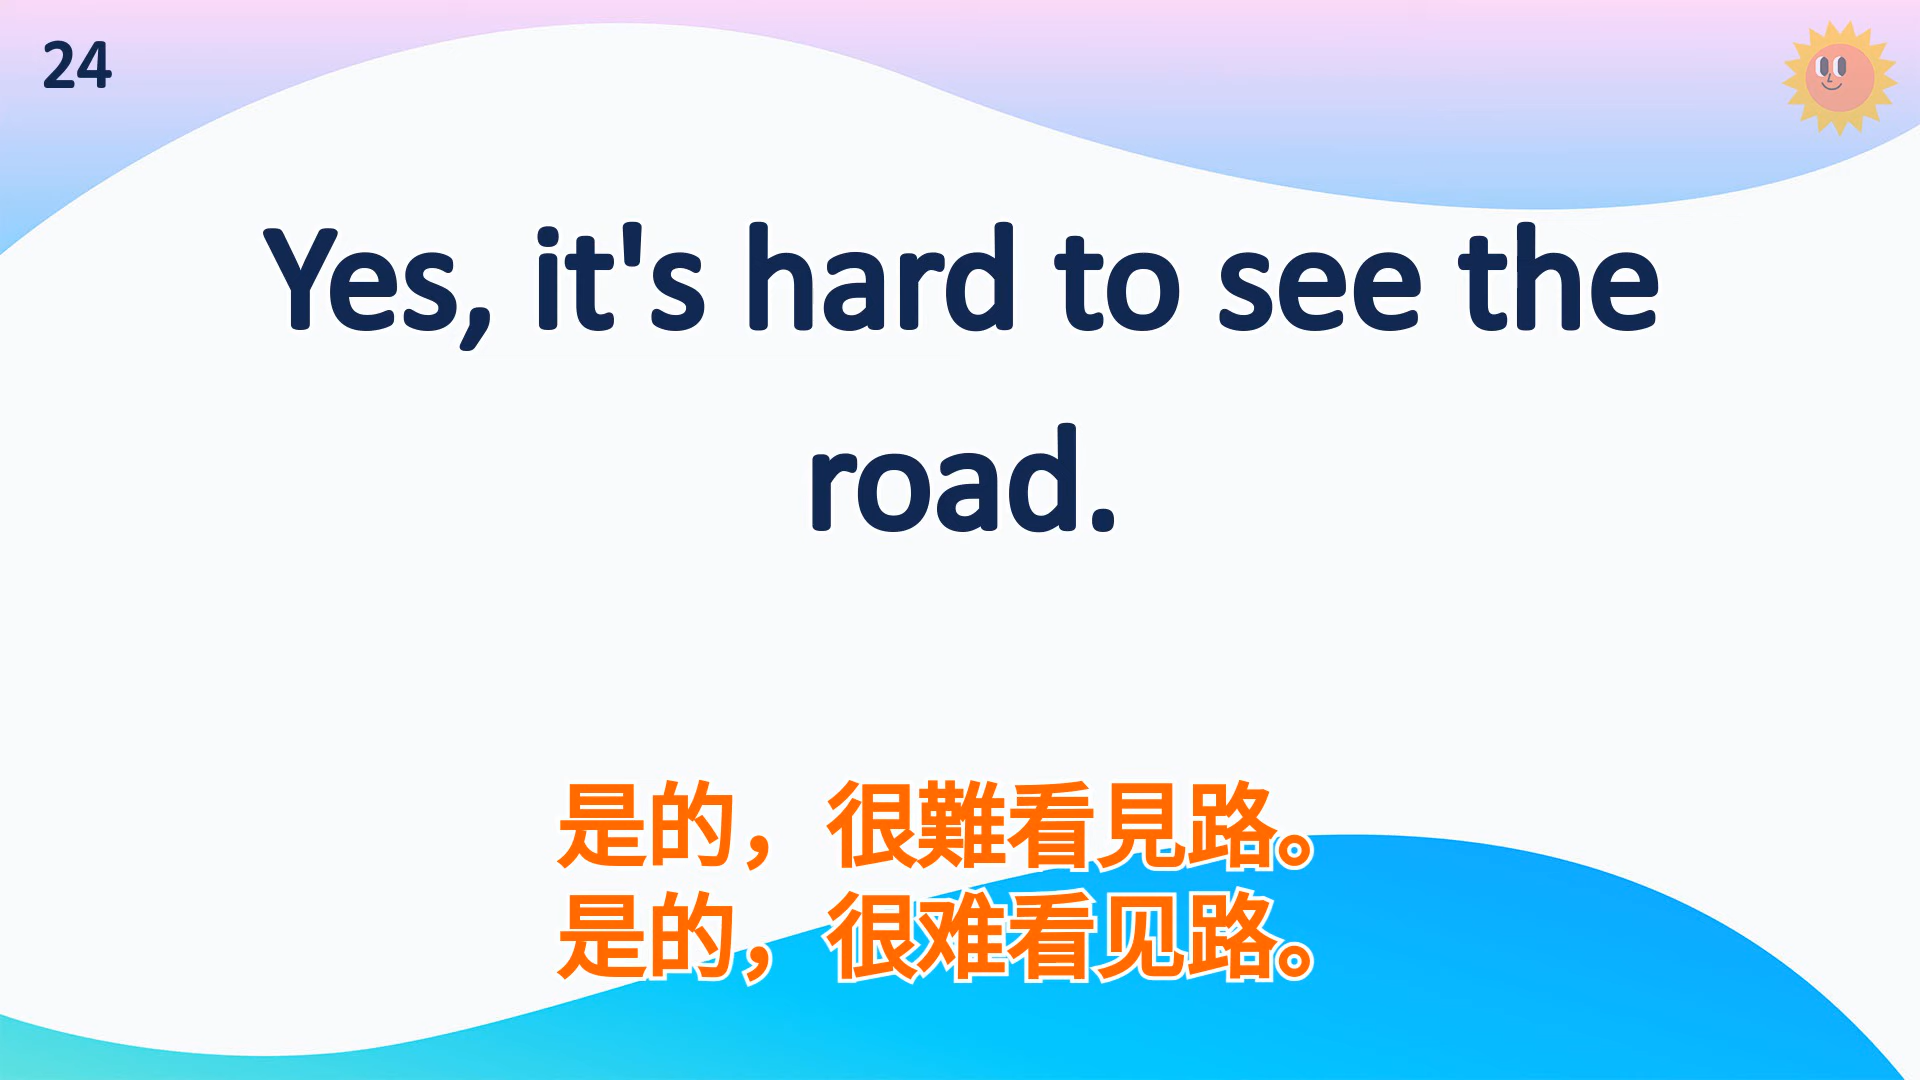 24
Yes, it's hard to see the
road.
是的，很難看見路。
是的，很难看见路。